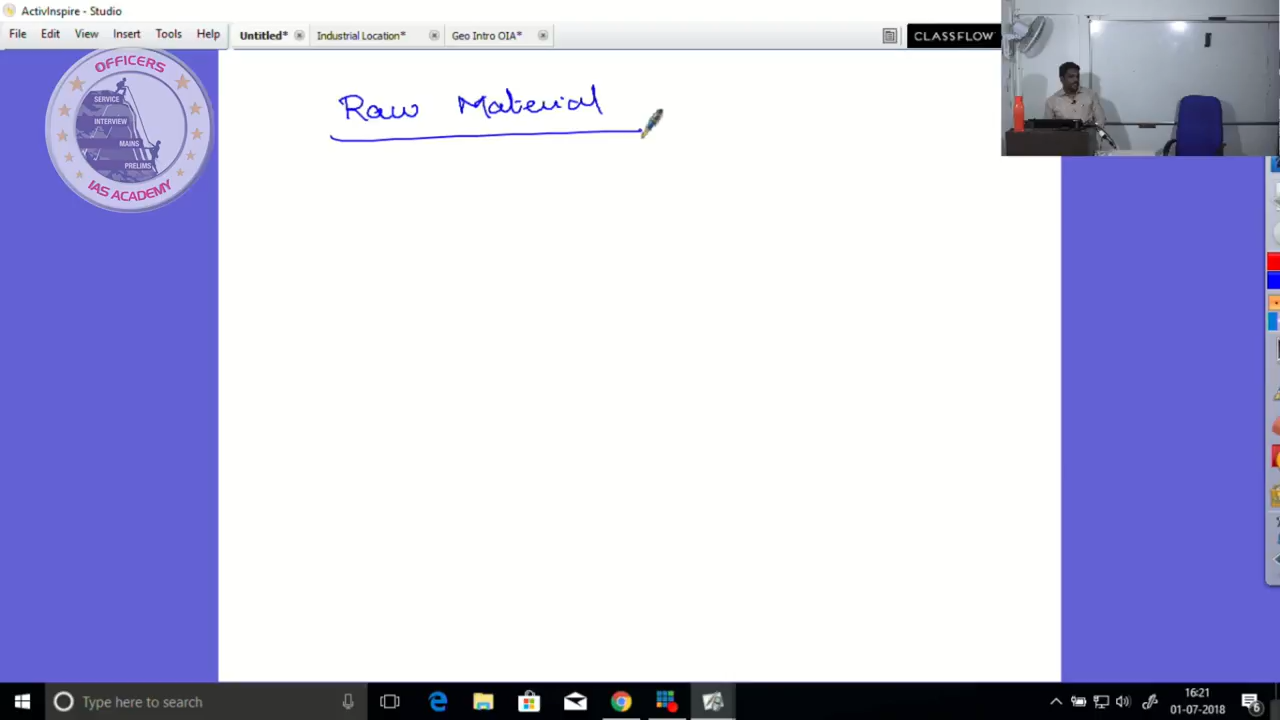 ActivInspire - Studio
File Edit View Insert Tools Help
Untitled* Industrial Location* Geo Intro OIA* CLASSFLOW
OFFICERS
SERVICE
INTERVIEW
MAINS
PRELIMS
IAS ACADEMY
Raw Material
Type here to search
16:21
01-07-2018
6